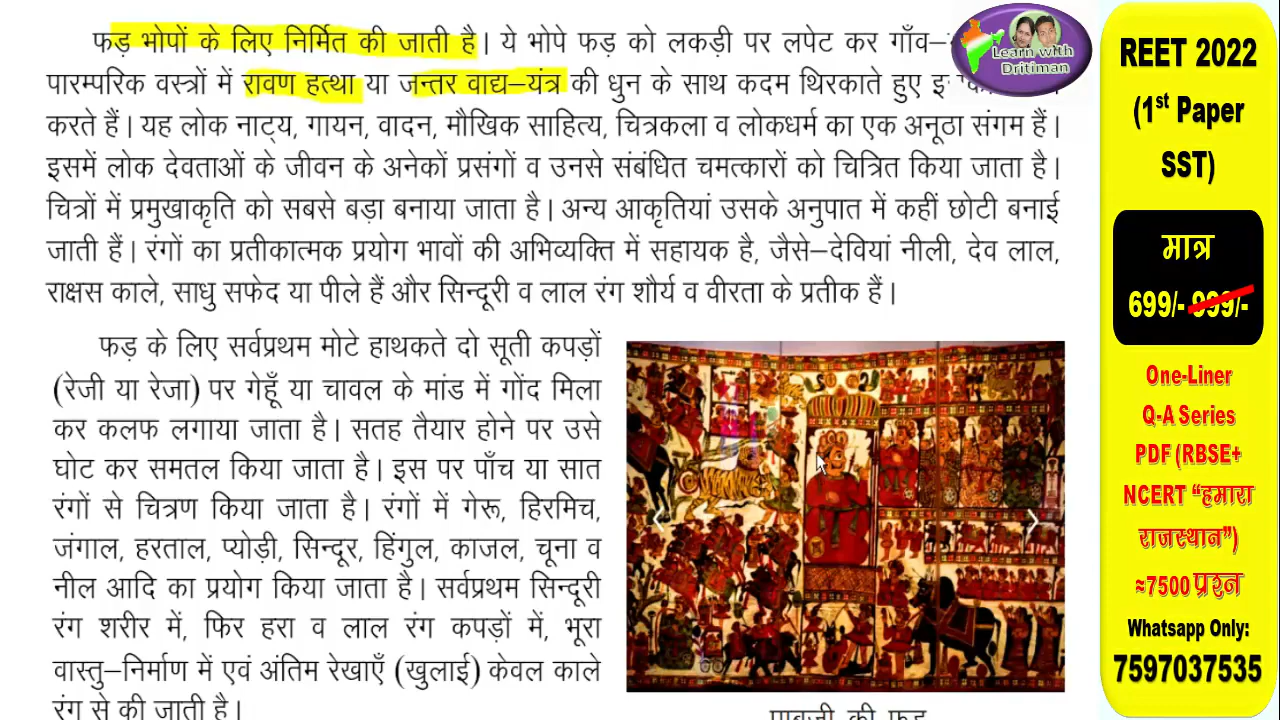 फड़ भोपों के लिए निर्मित की जाती है। ये भोपे फड़ को लकड़ी पर लपेट कर गाँव–
पारम्परिक वस्त्रों में रावण हत्था या जन्तर वाद्य–यंत्र की धुन के साथ कदम थिरकाते हुए
करते हैं। यह लोक नाट्य, गायन, वादन, मौखिक साहित्य, चित्रकला व लोकधर्म का एक अनूठा संगम हैं।
इसमें लोक देवताओं के जीवन के अनेकों प्रसंगों व उनसे संबंधित चमत्कारों को चित्रित किया जाता है।
चित्रों में प्रमुखाकृति को सबसे बड़ा बनाया जाता है। अन्य आकृतियां उसके अनुपात में कहीं छोटी बनाई
जाती हैं। रंगों का प्रतीकात्मक प्रयोग भावों की अभिव्यक्ति में सहायक है, जैसे–देवियां नीली, देव लाल,
राक्षस काले, साधु सफेद या पीले हैं और सिन्दूरी व लाल रंग शौर्य व वीरता के प्रतीक हैं।
फड़ के लिए सर्वप्रथम मोटे हाथकते दो सूती कपड़ों
(रेजी या रेजा) पर गेहूँ या चावल के मांड में गोंद मिला
कर कलफ लगाया जाता है। सतह तैयार होने पर उसे
घोट कर समतल किया जाता है। इस पर पाँच या सात
रंगों से चित्रण किया जाता है। रंगों में गेरू, हिरमिच,
जंगाल, हरताल, प्योड़ी, सिन्दूर, हिंगुल, काजल, चूना व
नील आदि का प्रयोग किया जाता है। सर्वप्रथम सिन्दूरी
रंग शरीर में, फिर हरा व लाल रंग कपड़ों में, भूरा
वास्तु–निर्माण में एवं अंतिम रेखाएँ (खुलाई) केवल काले
रंग से की जाती है।
Learn with
Dritiman
REET 2022
(1st Paper
SST)
मात्र
699/- 999/-
One-Liner
Q-A Series
PDF (RBSE+
NCERT “हमारा
राजस्थान”)
≈7500 प्रश्न
Whatsapp Only:
7597037535